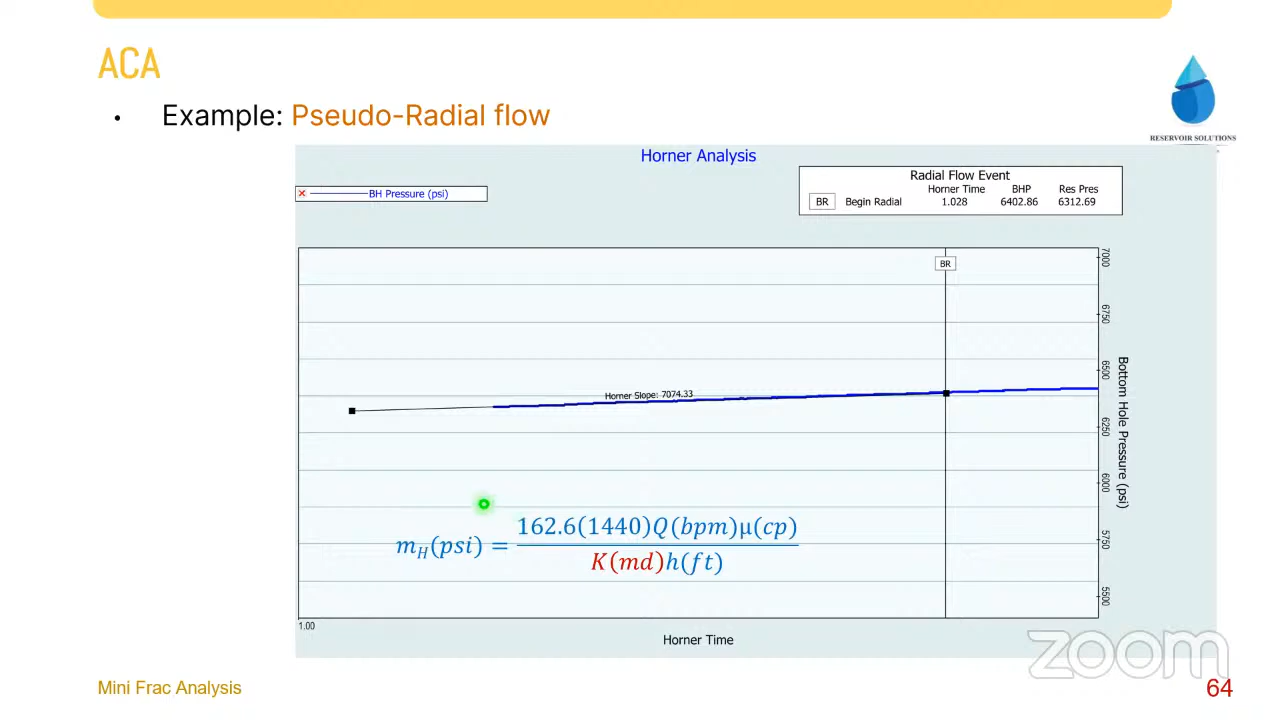 ACA
• Example: Pseudo-Radial flow
RESERVOIR SOLUTIONS
Horner Analysis
BH Pressure (psi)
Radial Flow Event
Horner Time BHP Res Pres
BR Begin Radial 1.028 6402.86 6312.69
BR
7000
6750
6500
6250
6000
5750
5500
Bottom Hole Pressure (psi)
Horner Slope: 7074.33
m_H(psi) = 162.6(1440)Q(bpm)μ(cp) / K(md)h(ft)
1.00
Horner Time
zoom
Mini Frac Analysis
64